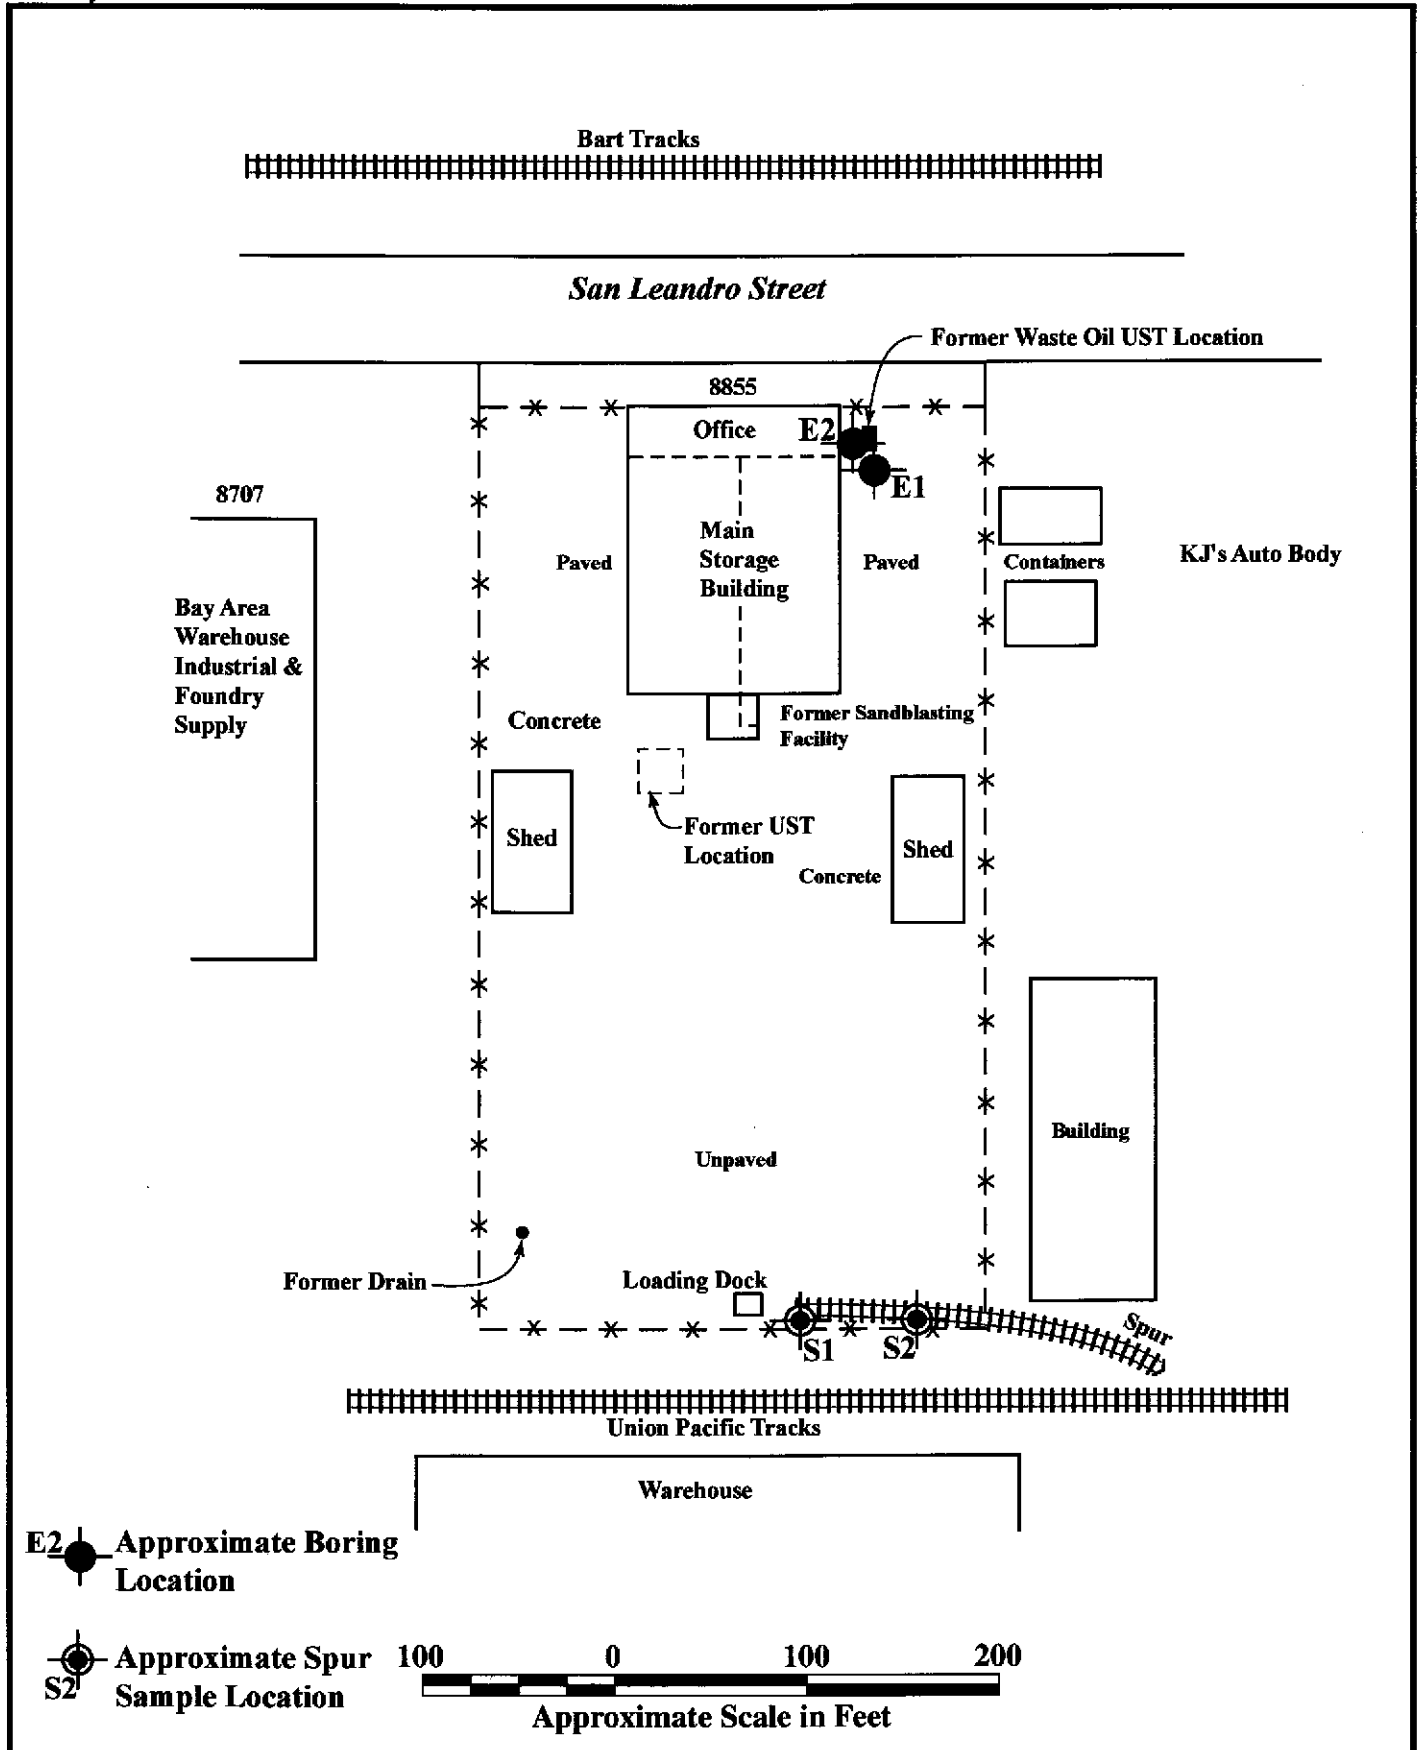 Bart Tracks
San Leandro Street
Former Waste Oil UST Location
8855
Office
E2
E1
8707
Main
Storage
Building
Paved
Paved
Containers
KJ's Auto Body
Bay Area
Warehouse
Industrial &
Foundry
Supply
Concrete
Former Sandblasting
Facility
Shed
Former UST
Location
Shed
Concrete
Building
Unpaved
Former Drain
Loading Dock
Spur
S1
S2
Union Pacific Tracks
Warehouse
E2
Approximate Boring
Location
S2
Approximate Spur
Sample Location
100 0 100 200
Approximate Scale in Feet